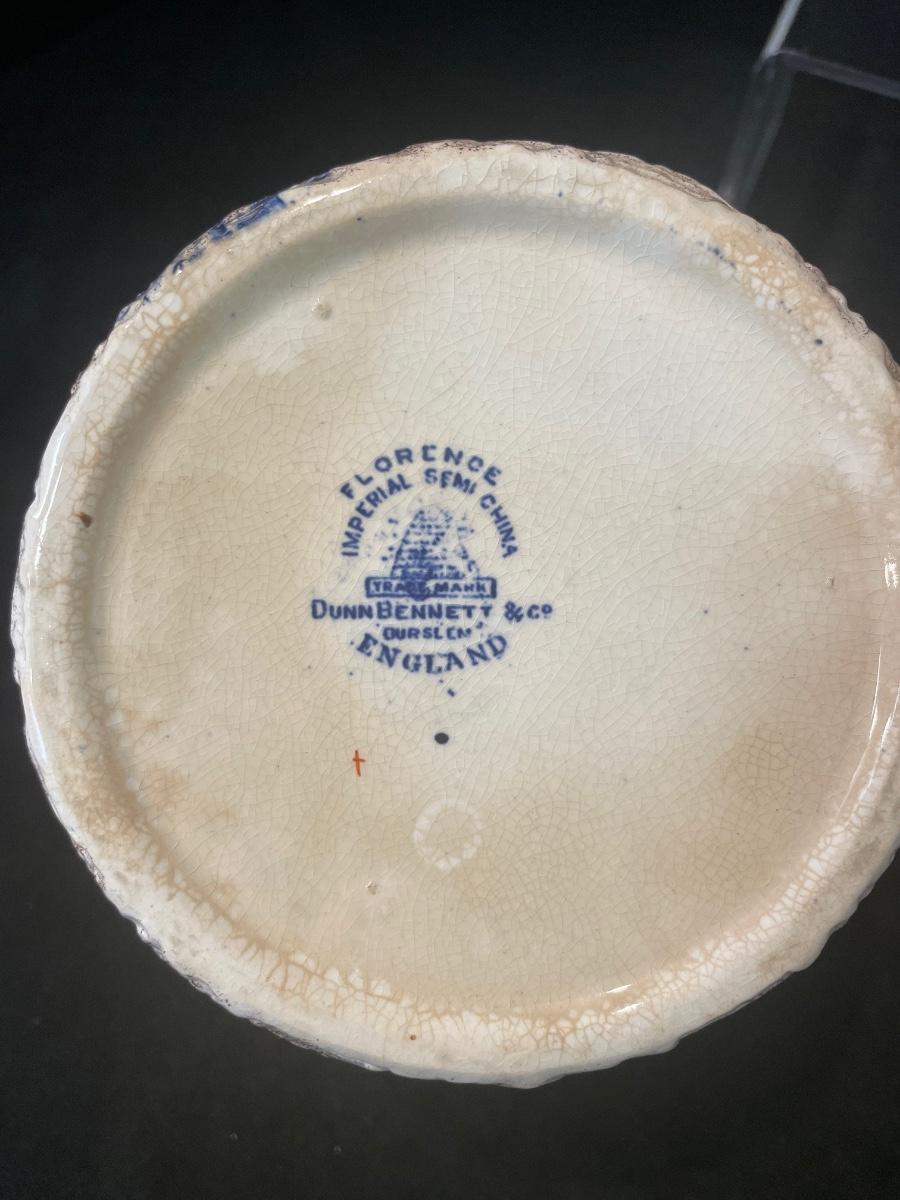 FLORENCE
IMPERIAL SEMI CHINA
TRADE MARK
DUNN BENNETT & Co
BURSLEM
ENGLAND